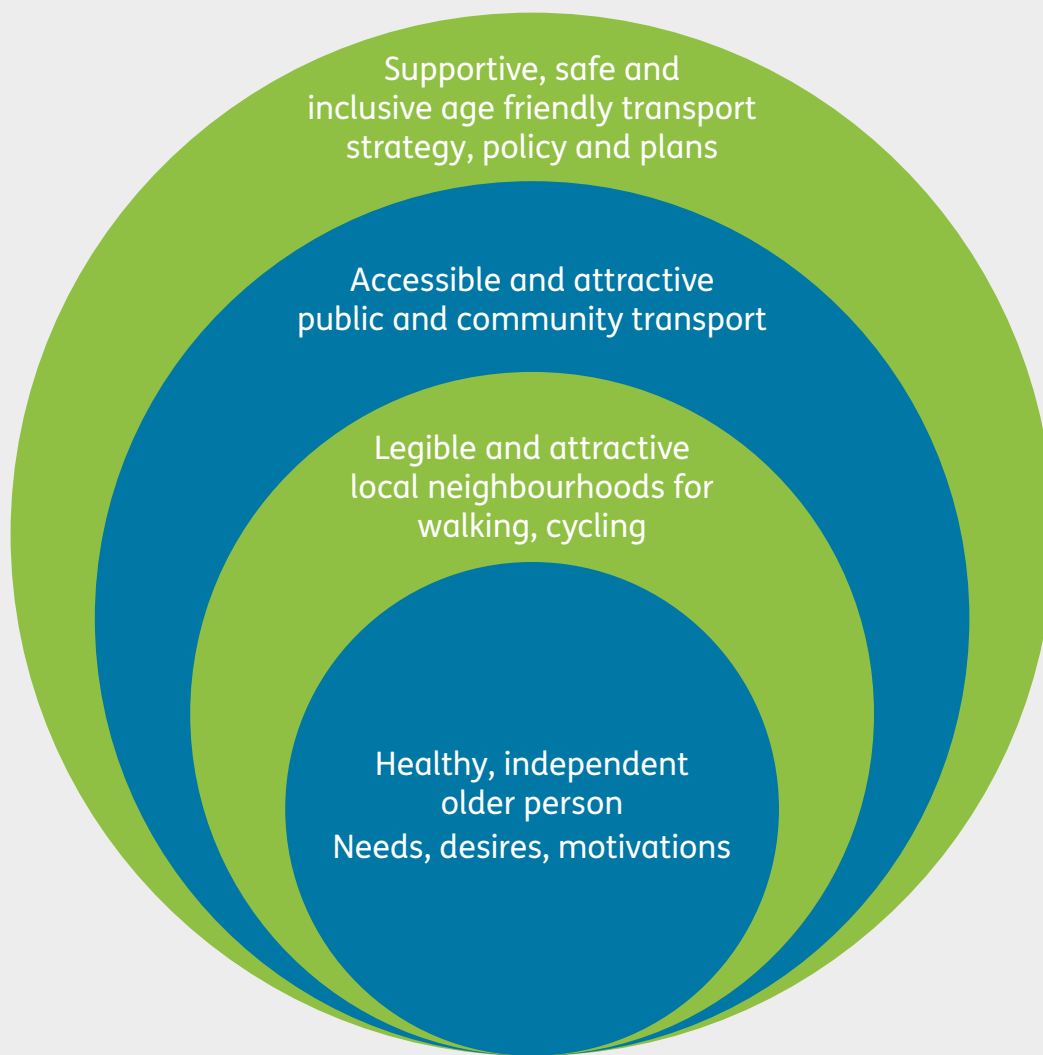 Supportive, safe and
inclusive age friendly transport
strategy, policy and plans
Accessible and attractive
public and community transport
Legible and attractive
local neighbourhoods for
walking, cycling
Healthy, independent
older person
Needs, desires, motivations